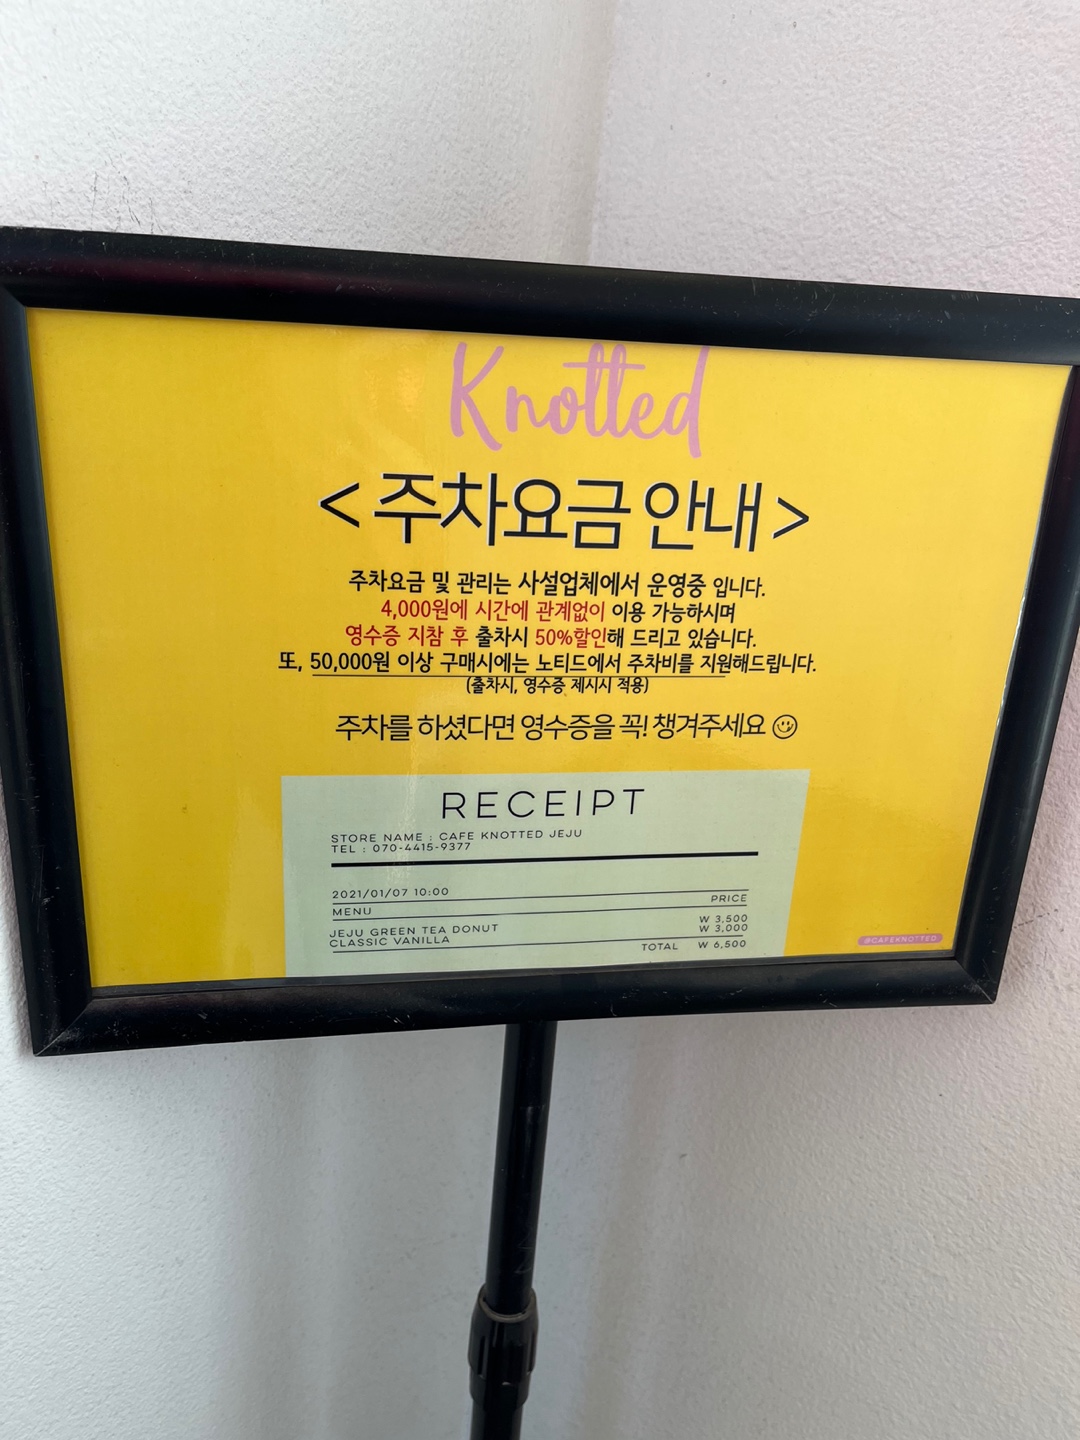 Knotted
<주차요금 안내>
주차요금 및 관리는 사설업체에서 운영중 입니다.
4,000원에 시간에 관계없이 이용 가능하시며
영수증 지참 후 출차시 50%할인해 드리고 있습니다.
또, 50,000원 이상 구매시에는 노티드에서 주차비를 지원해드립니다.
(출차시, 영수증 제시시 적용)
주차를 하셨다면 영수증을 꼭! 챙겨주세요
RECEIPT
STORE NAME : CAFE KNOTTED JEJU
TEL : 070-4415-9377
2021/01/07 10:00
MENU PRICE
JEJU GREEN TEA DONUT ₩ 3,500
CLASSIC VANILLA ₩ 3,000
TOTAL ₩ 6,500
@CAFEKNOTTED